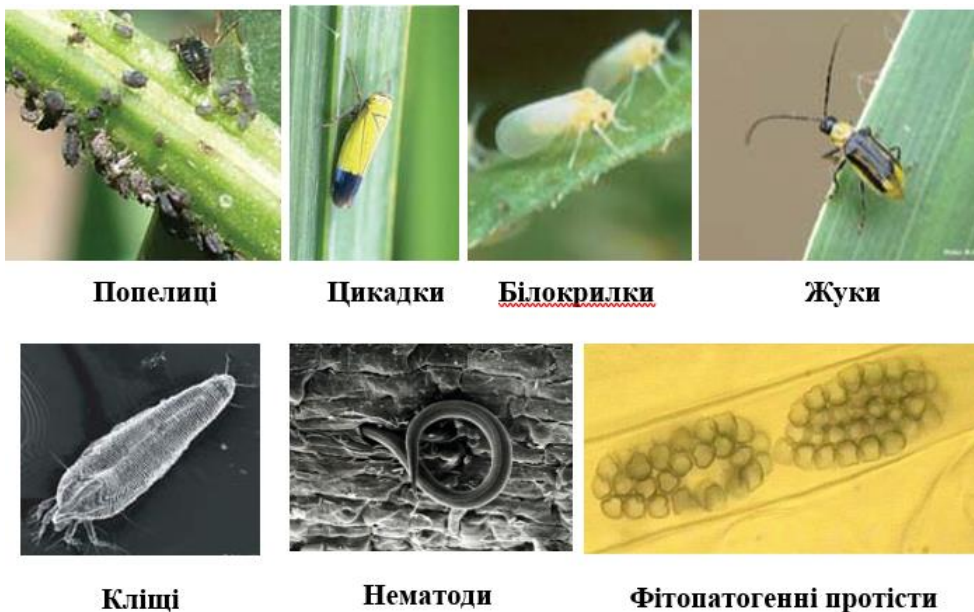 Попелиці
Цикадки
Білокрилки
Жуки
Кліщі
Нематоди
Фітопатогенні протісти